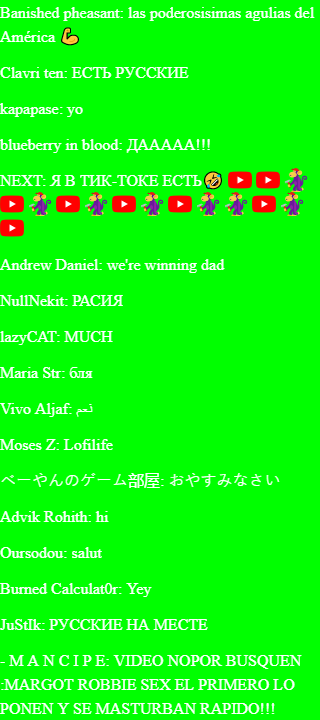 Banished pheasant: las poderosisimas agulias del
América 💪
Clavri ten: ЕСТЬ РУССКИЕ
kapapase: yo
blueberry in blood: ДААААА!!!
NEXT: Я В ТИК-ТОКЕ ЕСТЬ🤣
Andrew Daniel: we're winning dad
NullNekit: РАСИЯ
lazyCAT: MUCH
Maria Str: бля
Vivo Aljaf:
Moses Z: Lofilife
べーやんのゲーム部屋: おやすみなさい
Advik Rohith: hi
Oursodou: salut
Burned Calculat0r: Yey
JuStIk: РУССКИЕ НА МЕСТЕ
- M A N C I P E: VIDEO NOPOR BUSQUEN
:MARGOT ROBBIE SEX EL PRIMERO LO
PONEN Y SE MASTURBAN RAPIDO!!!